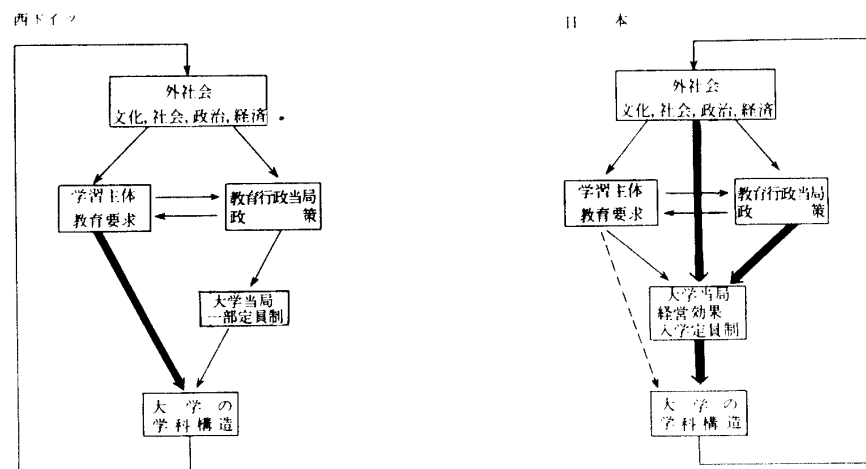 西ドイツ
外社会
文化,社会,政治,経済
学習主体
教育要求
教育行政当局
政 策
大学当局
一部定員制
大 学 の
学科構造
日 本
外社会
文化,社会,政治,経済
学習主体
教育要求
教育行政当局
政 策
大学当局
経営効果
入学定員制
大 学 の
学科構造